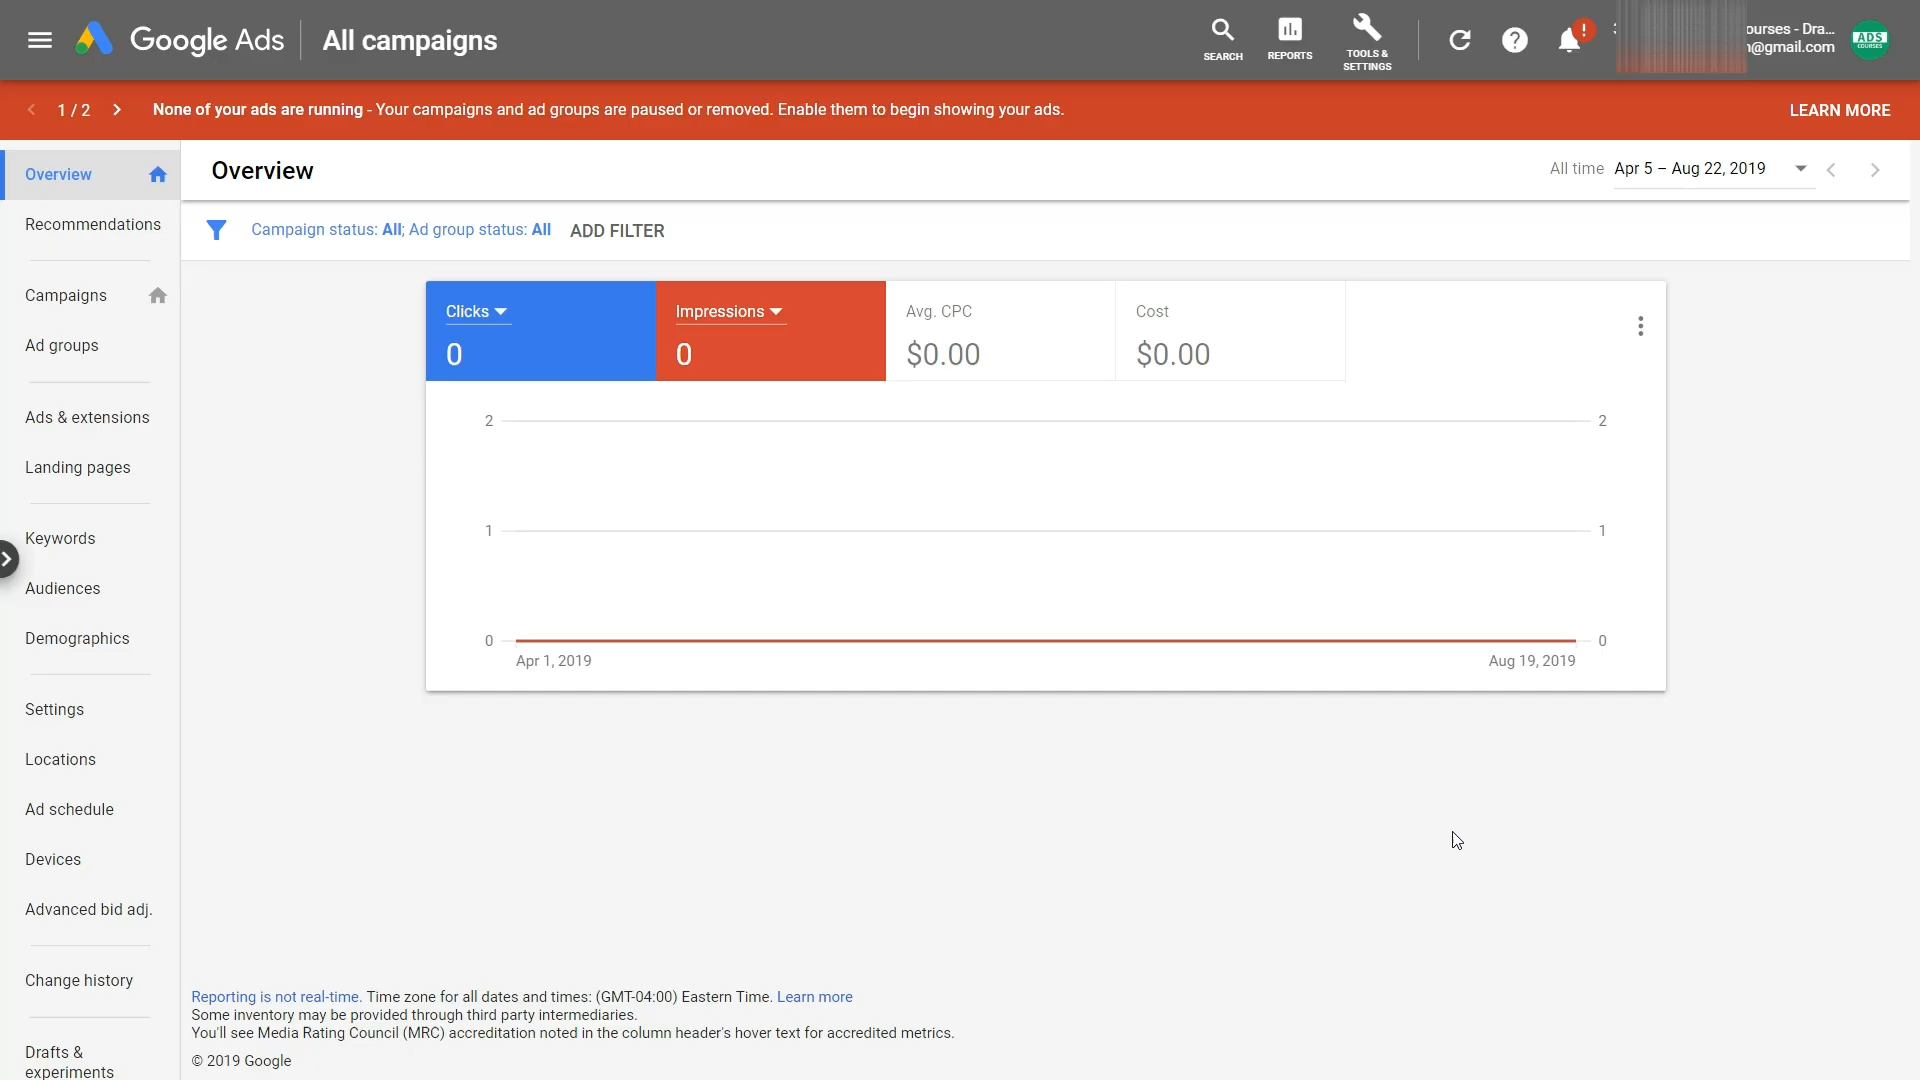 Google Ads
All campaigns
SEARCH
REPORTS
TOOLS &
SETTINGS
?
!
ourses - Dra...
@gmail.com
ADS
COURSES
1 / 2
None of your ads are running - Your campaigns and ad groups are paused or removed. Enable them to begin showing your ads.
LEARN MORE
Overview
Recommendations
Campaigns
Ad groups
Ads & extensions
Landing pages
Keywords
Audiences
Demographics
Settings
Locations
Ad schedule
Devices
Advanced bid adj.
Change history
Drafts &
experiments
Overview
All time Apr 5 – Aug 22, 2019
Campaign status: All; Ad group status: All ADD FILTER
Clicks
0
Impressions
0
Avg. CPC
$0.00
Cost
$0.00
2 2
1 1
0 0
Apr 1, 2019 Aug 19, 2019
Reporting is not real-time. Time zone for all dates and times: (GMT-04:00) Eastern Time. Learn more
Some inventory may be provided through third party intermediaries.
You'll see Media Rating Council (MRC) accreditation noted in the column header's hover text for accredited metrics.
© 2019 Google